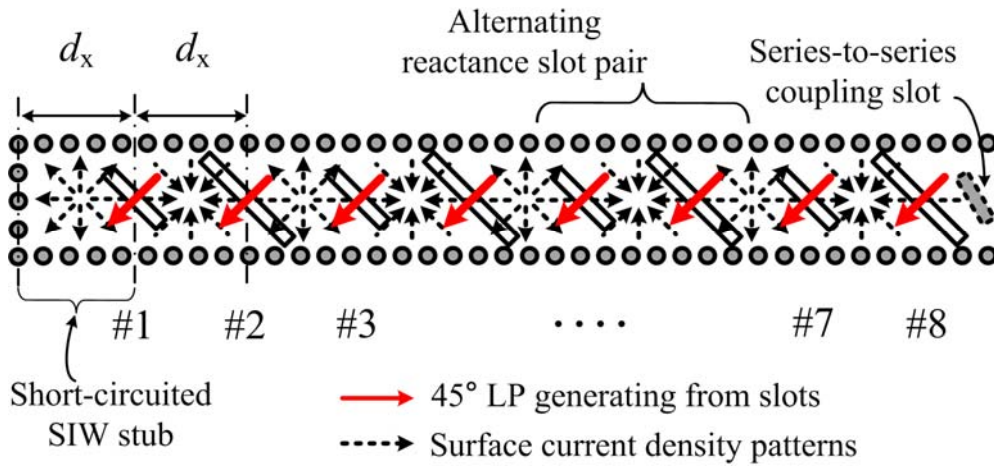 Alternating
reactance slot pair
Series-to-series
coupling slot
dx dx
#1 #2 #3 .... #7 #8
Short-circuited
SIW stub
45° LP generating from slots
Surface current density patterns